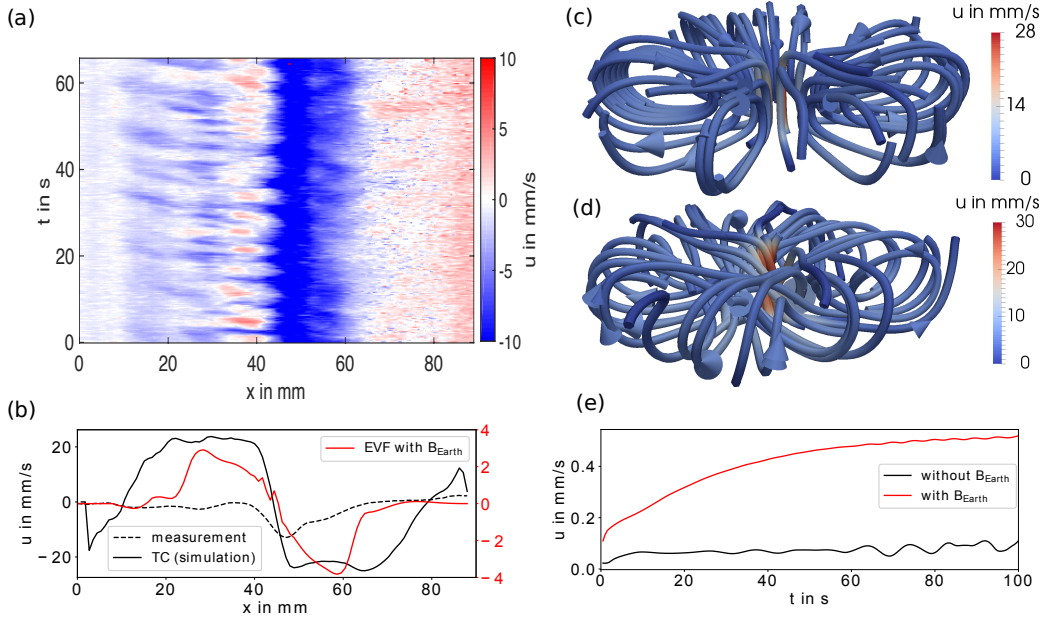 (a)
60
40
20
0
t in s
0
20
40
60
80
x in mm
10
5
0
-5
-10
u in mm/s
(c)
u in mm/s
28
14
0
(d)
u in mm/s
30
20
10
0
(b)
20
0
−20
u in mm/s
4
2
0
−2
−4
EVF with B_Earth
measurement
TC (simulation)
0
20
40
60
80
x in mm
(e)
0.4
0.2
0.0
u in mm/s
without B_Earth
with B_Earth
0
20
40
60
80
100
t in s